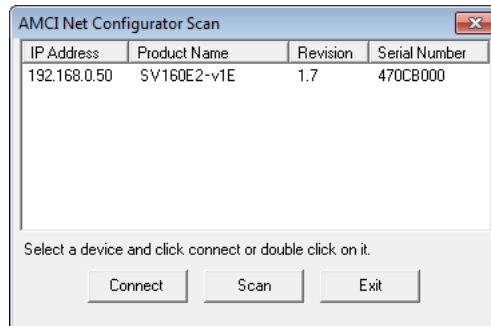 AMCI Net Configurator Scan
IP Address Product Name Revision Serial Number
192.168.0.50 SV160E2-v1E 1.7 470CB000
Select a device and click connect or double click on it.
Connect Scan Exit